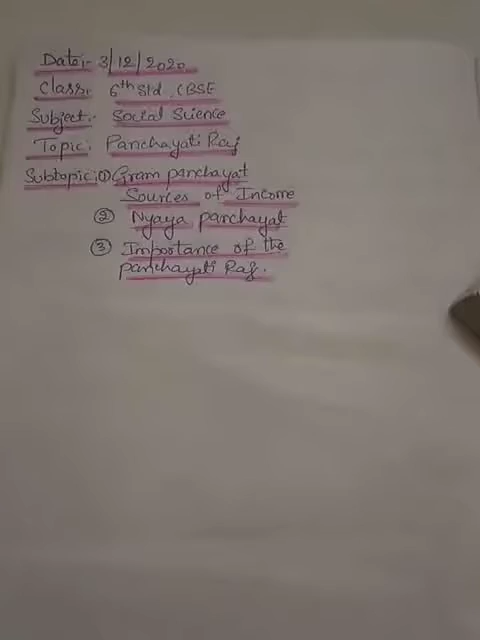 Date:- 3/12/2020
Class: 6th Std, CBSE
Subject:- Social Science
Topic: Panchayati Raj
Subtopic: ① Gram panchayat
Sources of Income
② Nyaya panchayat
③ Importance of the
panchayati Raj.